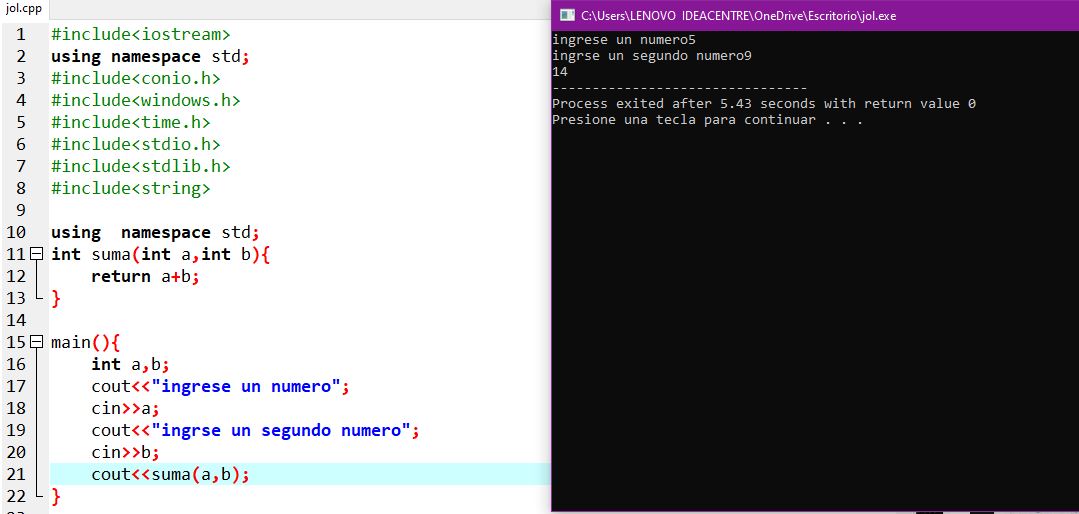 jol.cpp
1 #include<iostream>
2 using namespace std;
3 #include<conio.h>
4 #include<windows.h>
5 #include<time.h>
6 #include<stdio.h>
7 #include<stdlib.h>
8 #include<string>
9
10 using  namespace std;
11 int suma(int a,int b){
12     return a+b;
13 }
14
15 main(){
16     int a,b;
17     cout<<"ingrese un numero";
18     cin>>a;
19     cout<<"ingrse un segundo numero";
20     cin>>b;
21     cout<<suma(a,b);
22 }
C:\Users\LENOVO  IDEACENTRE\OneDrive\Escritorio\jol.exe
ingrese un numero5
ingrse un segundo numero9
14
--------------------------------
Process exited after 5.43 seconds with return value 0
Presione una tecla para continuar . . .